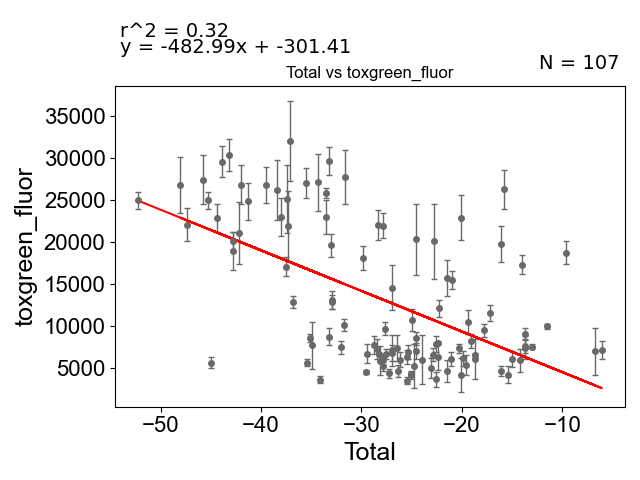 r^2 = 0.32
y = -482.99x + -301.41
N = 107
Total vs toxgreen_fluor
35000
30000
25000
20000
15000
10000
5000
toxgreen_fluor
−50 −40 −30 −20 −10
Total